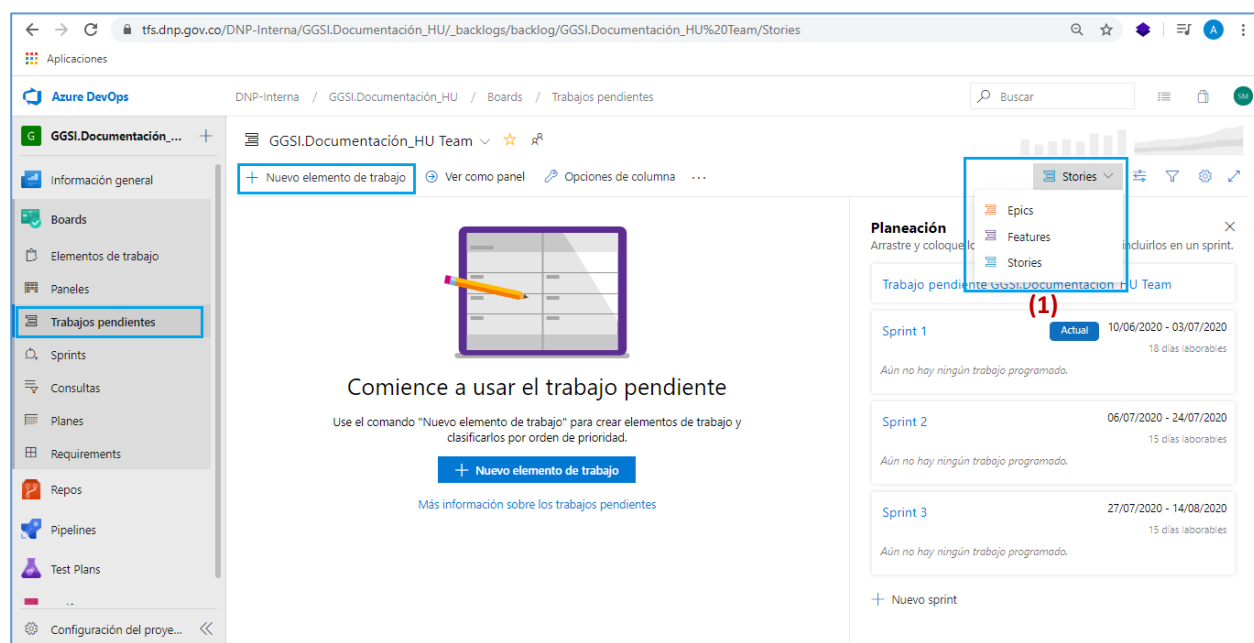 tfs.dnp.gov.co/DNP-Interna/GGSI.Documentación_HU/_backlogs/backlog/GGSI.Documentación_HU%20Team/Stories
A
Aplicaciones
Azure DevOps
DNP-Interna / GGSI.Documentación_HU / Boards / Trabajos pendientes
Buscar
SM
G GGSI.Documentación_... +
GGSI.Documentación_HU Team
+ Nuevo elemento de trabajo
Ver como panel
Opciones de columna ...
Stories
Epics
Features
Stories
(1)
Información general
Boards
Elementos de trabajo
Paneles
Trabajos pendientes
Sprints
Consultas
Planes
Requirements
Repos
Pipelines
Test Plans
Configuración del proye...
Comience a usar el trabajo pendiente
Use el comando "Nuevo elemento de trabajo" para crear elementos de trabajo y
clasificarlos por orden de prioridad.
+ Nuevo elemento de trabajo
Más información sobre los trabajos pendientes
Planeación
Arrastre y coloque incluirlos en un sprint.
Trabajo pendiente GGSI.Documentación_HU Team
Sprint 1
Actual
10/06/2020 - 03/07/2020
18 días laborables
Aún no hay ningún trabajo programado.
Sprint 2
06/07/2020 - 24/07/2020
15 días laborables
Aún no hay ningún trabajo programado.
Sprint 3
27/07/2020 - 14/08/2020
15 días laborables
Aún no hay ningún trabajo programado.
+ Nuevo sprint